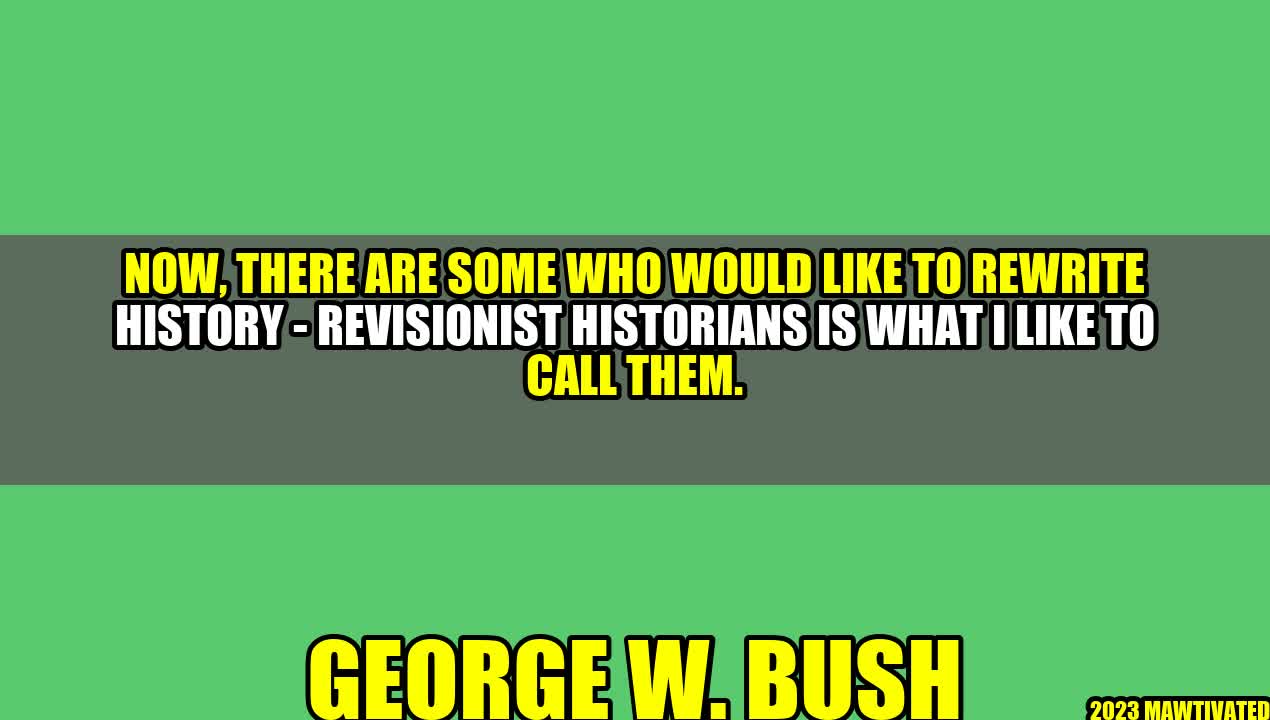 NOW, THERE ARE SOME WHO WOULD LIKE TO REWRITE
HISTORY - REVISIONIST HISTORIANS IS WHAT I LIKE TO
CALL THEM.
GEORGE W. BUSH
2023 MAWTIVATED